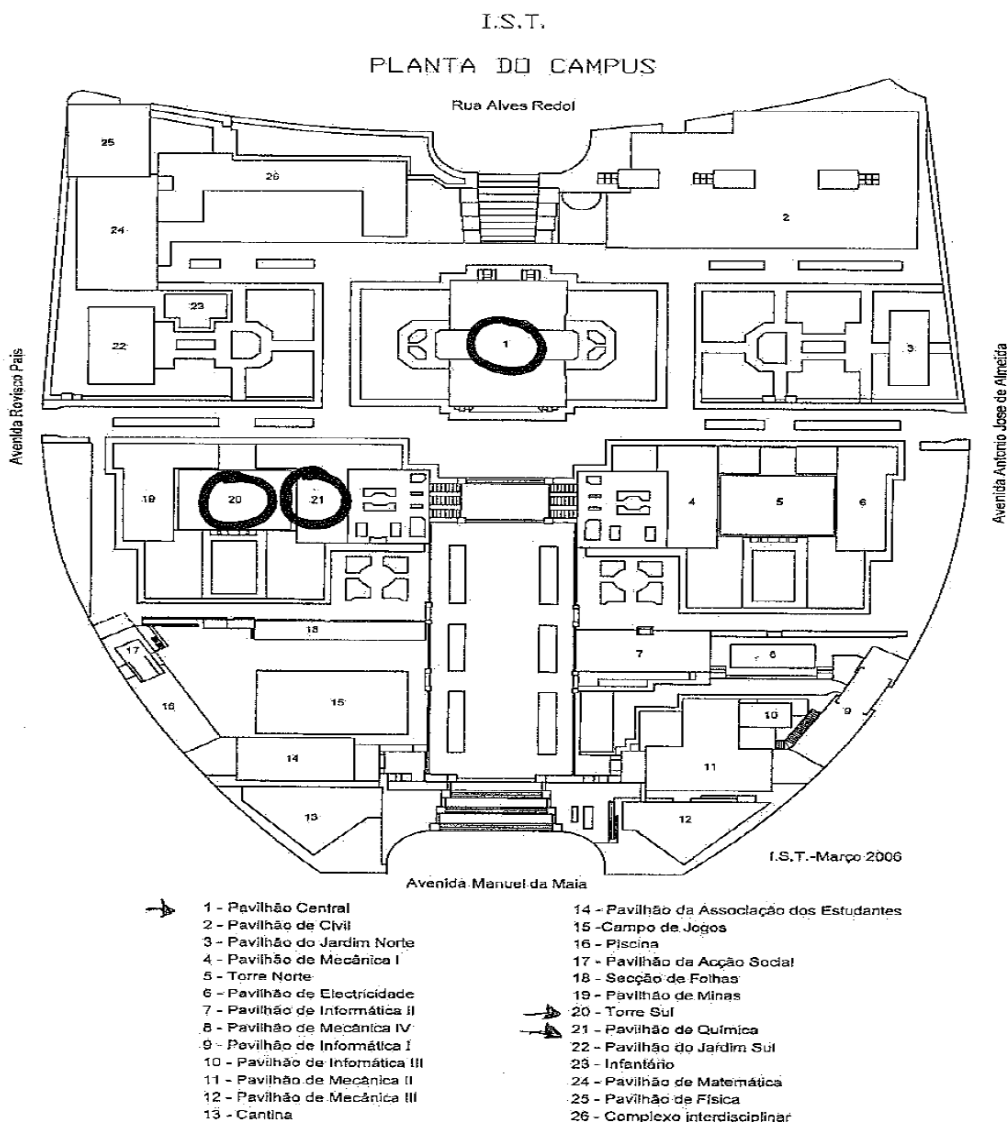 I.S.T.
PLANTA DO CAMPUS
Rua Alves Redol
25
26
2
24
23
22
1
3
Avenida Rovisco Pais
Avenida Antonio Jose de Almeida
19
20
21
4
5
6
18
17
7
8
16
15
10
9
14
11
13
12
I.S.T.-Março 2006
Avenida Manuel da Maia
1 - Pavilhão Central
2 - Pavilhão de Civil
3 - Pavilhão do Jardim Norte
4 - Pavilhão de Mecânica I
5 - Torre Norte
6 - Pavilhão de Electricidade
7 - Pavilhão de Informática II
8 - Pavilhão de Mecânica IV
9 - Pavilhão de Informática I
10 - Pavilhão de Informática III
11 - Pavilhão de Mecânica II
12 - Pavilhão de Mecânica III
13 - Cantina
14 - Pavilhão da Associação dos Estudantes
15 -Campo de Jogos
16 - Piscina
17 - Pavilhão da Acção Social
18 - Secção de Folhas
19 - Pavilhão de Minas
20 - Torre Sul
21 - Pavilhão de Química
22 - Pavilhão do Jardim Sul
23 - Infantário
24 - Pavilhão de Matemática
25 - Pavilhão de Física
26 - Complexo interdisciplinar